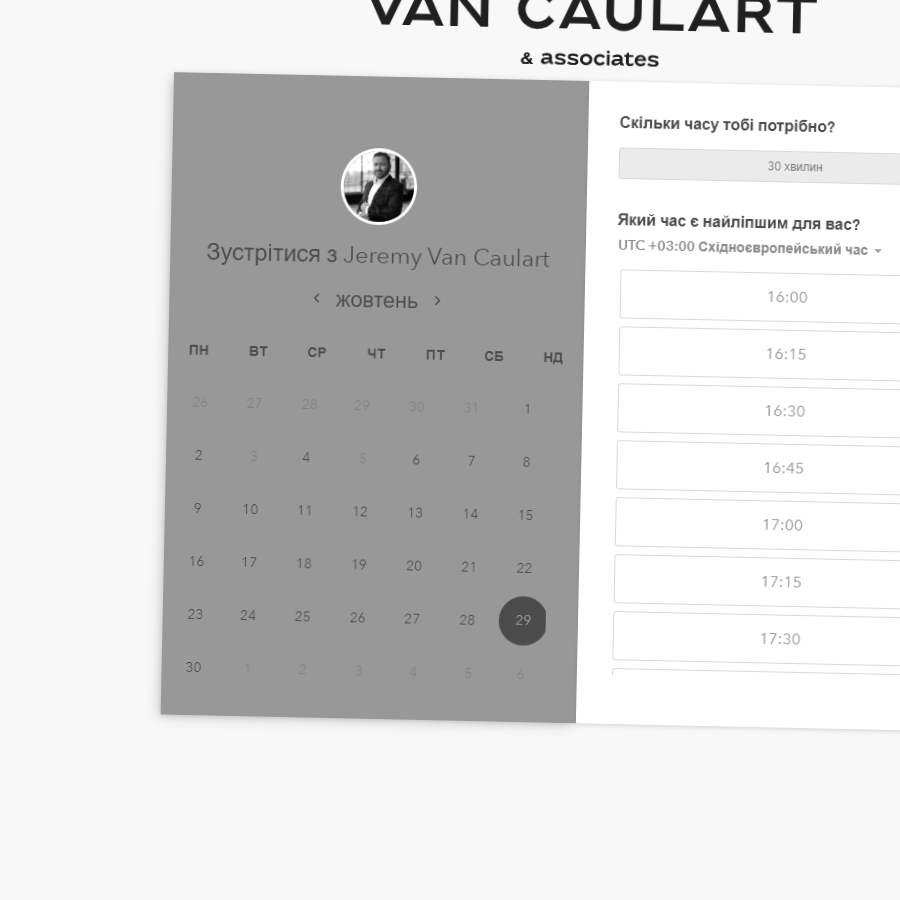 VAN CAULART
& associates
Зустрітися з Jeremy Van Caulart
жовтень
ПН ВТ СР ЧТ ПТ СБ НД
26 27 28 29 30 31 1
2 3 4 5 6 7 8
9 10 11 12 13 14 15
16 17 18 19 20 21 22
23 24 25 26 27 28 29
30 1 2 3 4 5 6
Скільки часу тобі потрібно?
30 хвилин
Який час є найліпшим для вас?
UTC +03:00 Східноєвропейський час
16:00
16:15
16:30
16:45
17:00
17:15
17:30